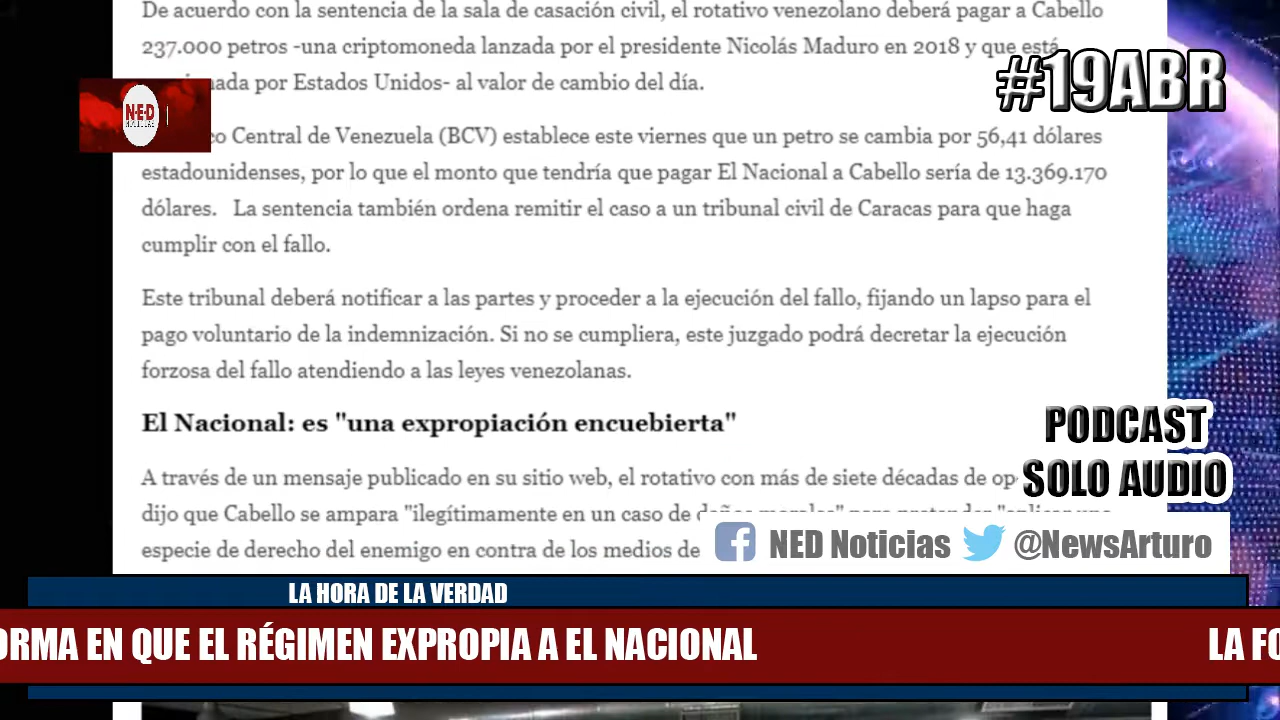 De acuerdo con la sentencia de la sala de casación civil, el rotativo venezolano deberá pagar a Cabello
237.000 petros -una criptomoneda lanzada por el presidente Nicolás Maduro en 2018 y que está
por Estados Unidos- al valor de cambio del día.
#19ABR
NED
Central de Venezuela (BCV) establece este viernes que un petro se cambia por 56,41 dólares
estadounidenses, por lo que el monto que tendría que pagar El Nacional a Cabello sería de 13.369.170
dólares. La sentencia también ordena remitir el caso a un tribunal civil de Caracas para que haga
cumplir con el fallo.
Este tribunal deberá notificar a las partes y proceder a la ejecución del fallo, fijando un lapso para el
pago voluntario de la indemnización. Si no se cumpliera, este juzgado podrá decretar la ejecución
forzosa del fallo atendiendo a las leyes venezolanas.
El Nacional: es "una expropiación encuebierta"
A través de un mensaje publicado en su sitio web, el rotativo con más de siete décadas de
dijo que Cabello se ampara "ilegítimamente en un caso de
especie de derecho del enemigo en contra de los medios de
PODCAST
SOLO AUDIO
NED Noticias @NewsArturo
LA HORA DE LA VERDAD
ORMA EN QUE EL RÉGIMEN EXPROPIA A EL NACIONAL LA FO